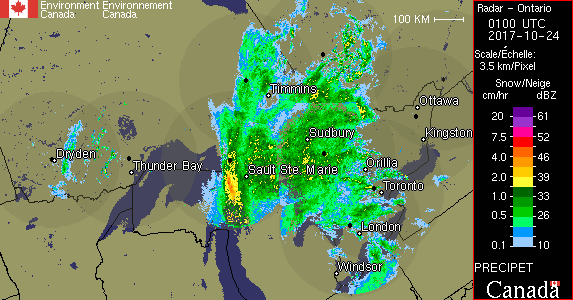 Environment Environnement
Canada Canada
100 KM
Timmins
Ottawa
Sudbury
Kingston
Dryden
Thunder Bay
Sault Ste. Marie
Orillia
Toronto
London
Windsor
Radar - Ontario
0100 UTC
2017-10-24
Scale/Échelle:
3.5 km/Pixel
Snow/Neige
cm/hr dBZ
20 61
7.5 52
4.0 46
2.0 39
1.0 33
0.5 26
0.1 10
PRECIPET
Canada